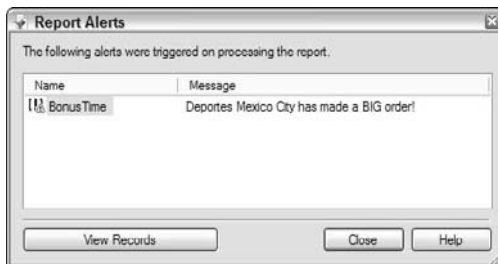 Report Alerts
The following alerts were triggered on processing the report.
Name Message
BonusTime Deportes Mexico City has made a BIG order!
View Records Close Help